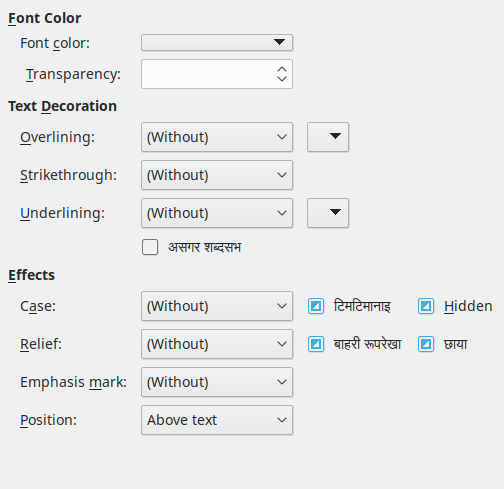 Font Color
Font color:
Transparency:
Text Decoration
Overlining: (Without)
Strikethrough: (Without)
Underlining: (Without)
असगर शब्दसभ
Effects
Case: (Without) टिमटिमानाइ Hidden
Relief: (Without) बाहरी रूपरेखा छाया
Emphasis mark: (Without)
Position: Above text